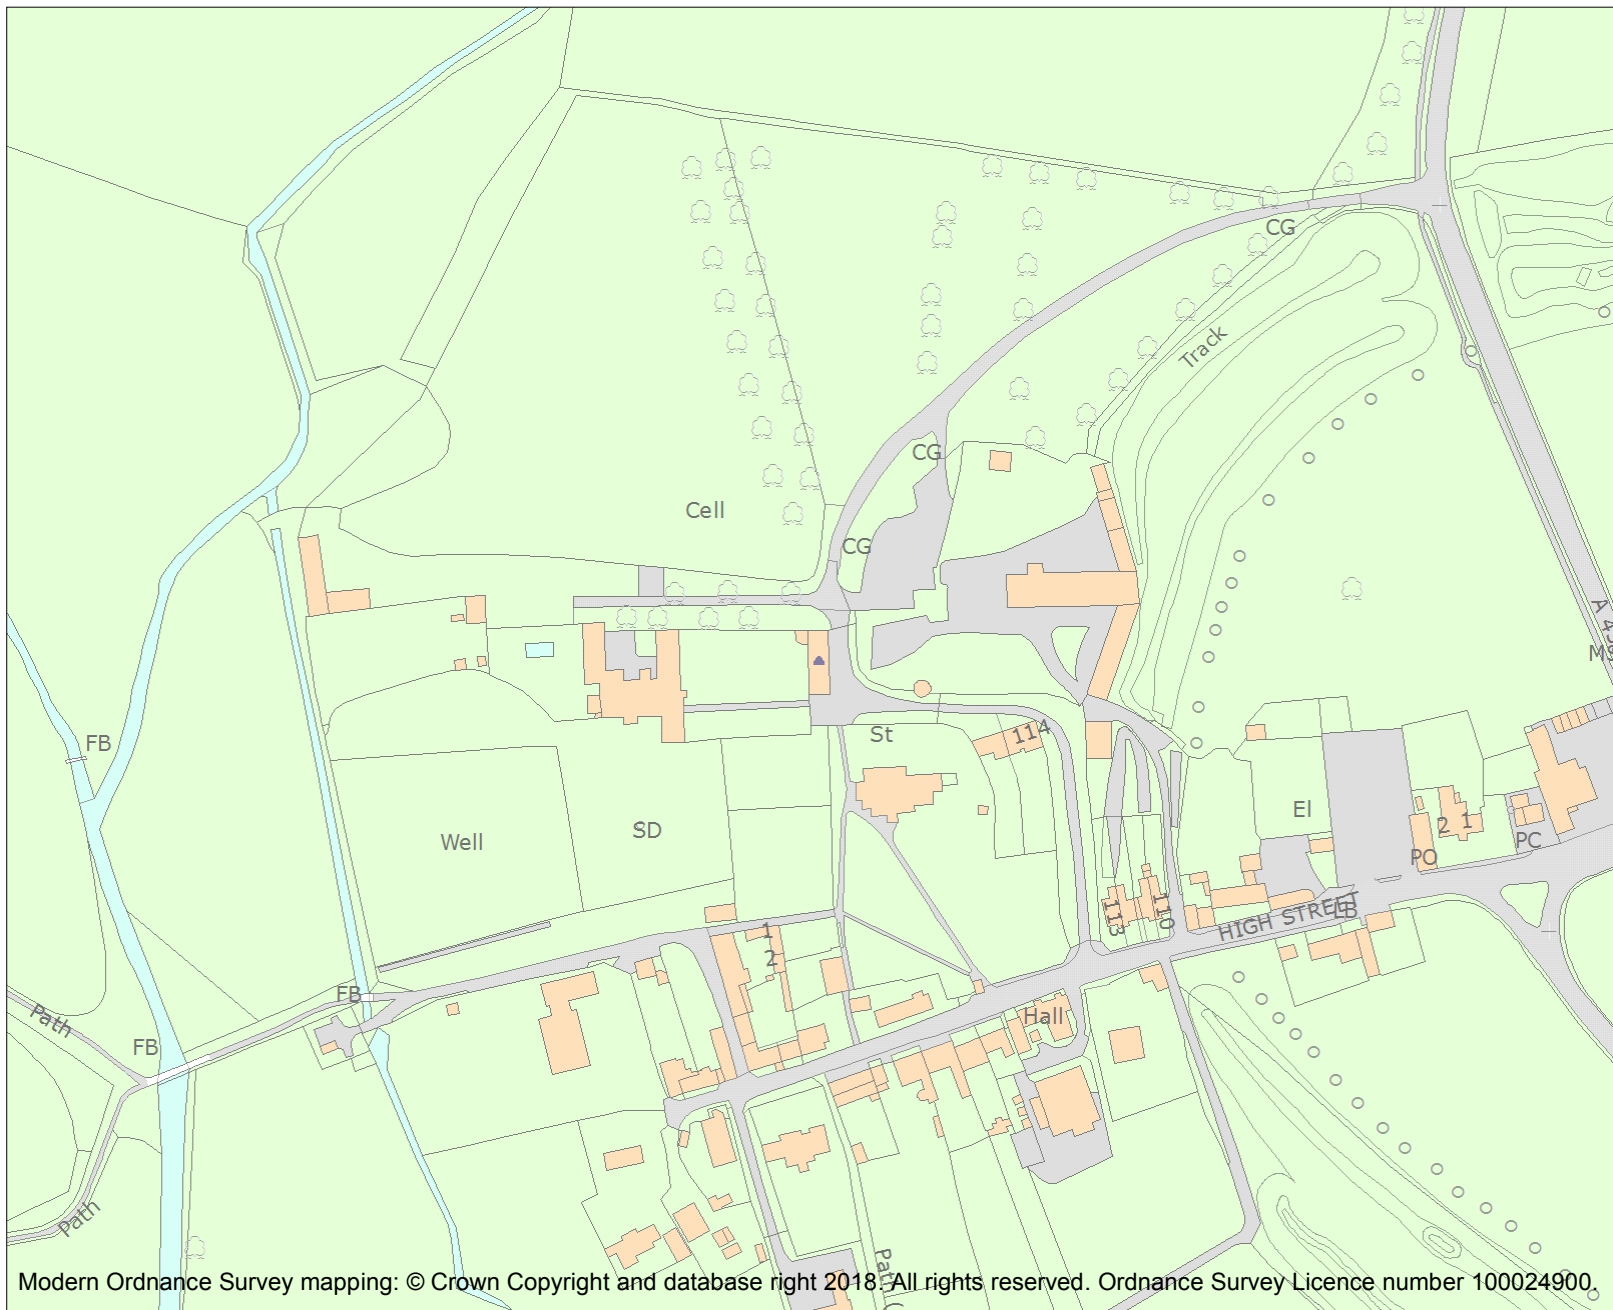 CG
Track
CG
Cell
CG
A 4
MS
FB
114
St
El
2 1
PO
PC
Well
SD
113
110
HIGH STREET
LB
1
2
FB
Path
FB
Hall
Path
Path
Modern Ordnance Survey mapping: © Crown Copyright and database right 2018. All rights reserved. Ordnance Survey Licence number 100024900.